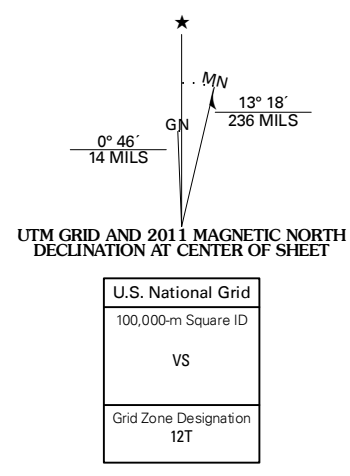 ★
MN
13° 18´
236 MILS
GN
0° 46´
14 MILS
UTM GRID AND 2011 MAGNETIC NORTH
DECLINATION AT CENTER OF SHEET
U.S. National Grid
100,000-m Square ID
VS
Grid Zone Designation
12T